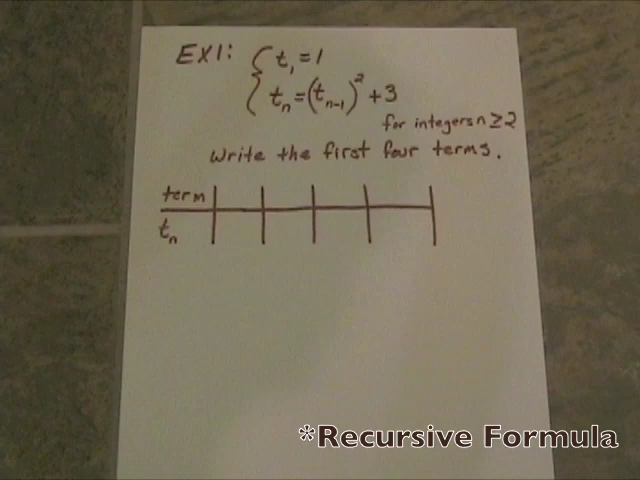 EX1: { t₁ = 1
tₙ = (tₙ₋₁)² + 3
for integers n ≥ 2
Write the first four terms.
term
tₙ
*Recursive Formula